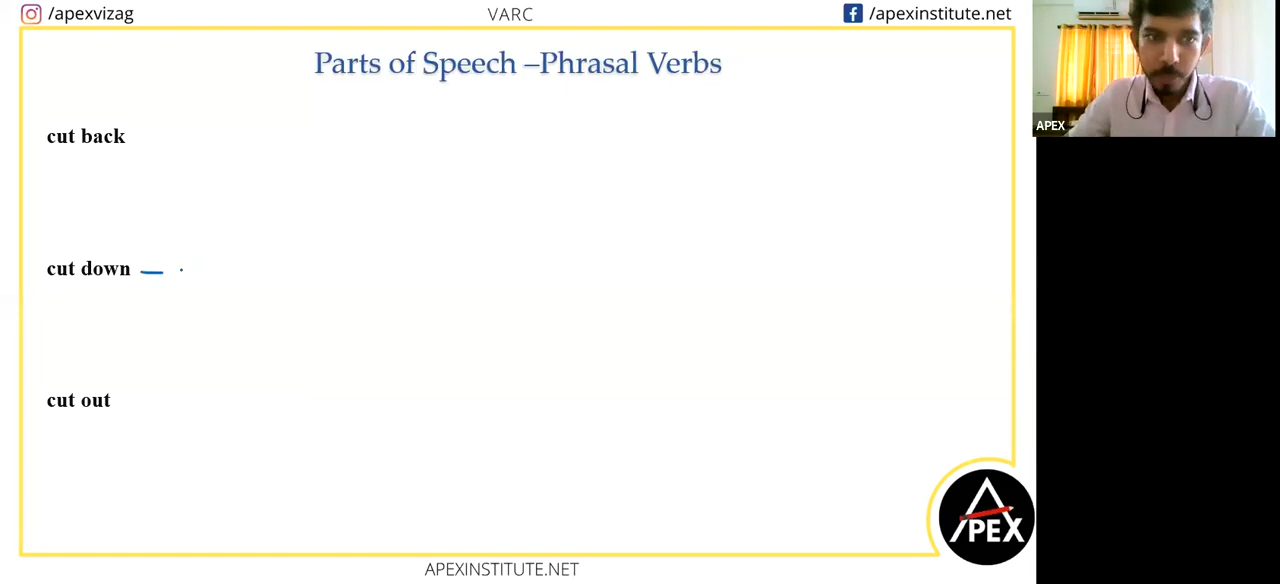 /apexvizag
VARC
/apexinstitute.net
Parts of Speech –Phrasal Verbs
APEX
cut back
cut down
cut out
APEX
APEXINSTITUTE.NET